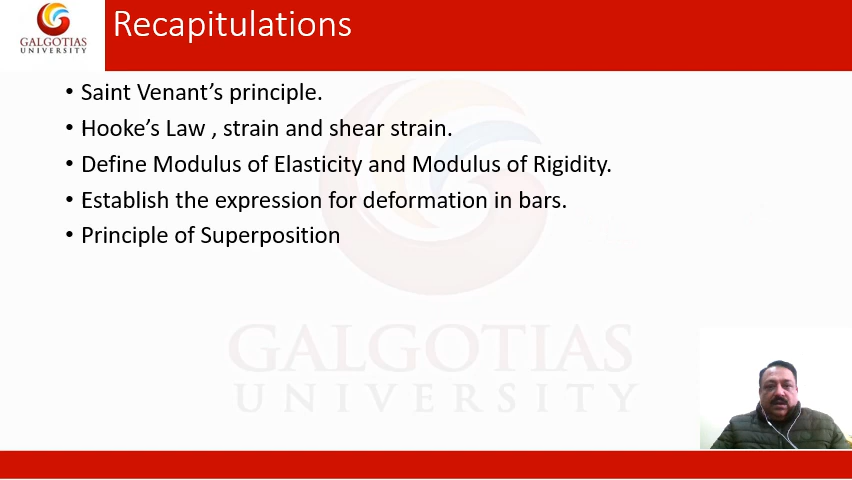 Recapitulations
GALGOTIAS
UNIVERSITY
• Saint Venant’s principle.
• Hooke’s Law , strain and shear strain.
• Define Modulus of Elasticity and Modulus of Rigidity.
• Establish the expression for deformation in bars.
• Principle of Superposition
GALGOTIAS
UNIVERSITY